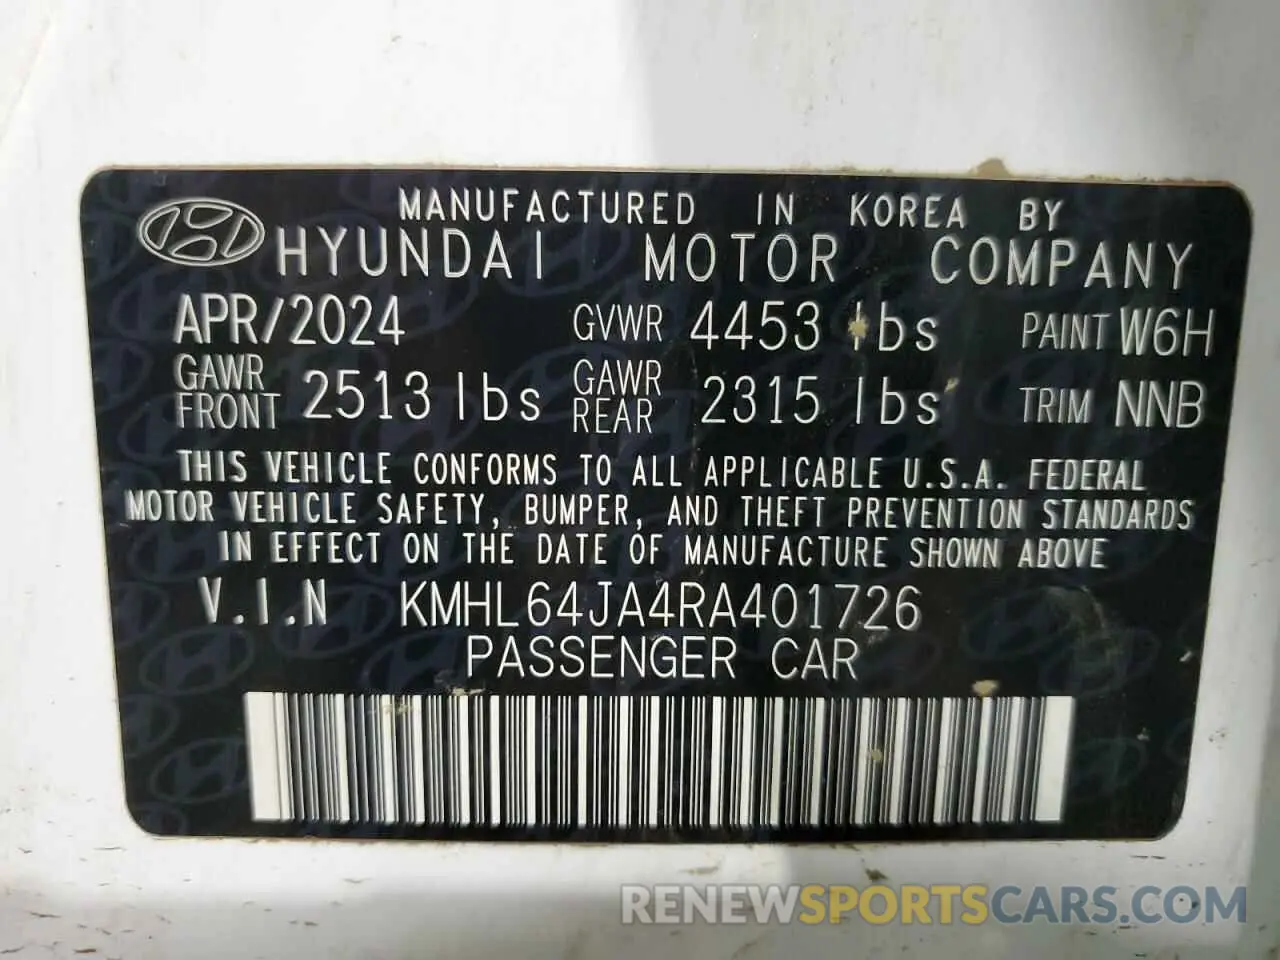 MANUFACTURED IN KOREA BY
HYUNDAI MOTOR COMPANY
APR/2024 GVWR 4453 lbs PAINT W6H
GAWR FRONT 2513 lbs GAWR REAR 2315 lbs TRIM NNB
THIS VEHICLE CONFORMS TO ALL APPLICABLE U.S.A. FEDERAL
MOTOR VEHICLE SAFETY, BUMPER, AND THEFT PREVENTION STANDARDS
IN EFFECT ON THE DATE OF MANUFACTURE SHOWN ABOVE
V.I.N KMHL64JA4RA401726
PASSENGER CAR
RENEWSPORTSCARS.COM